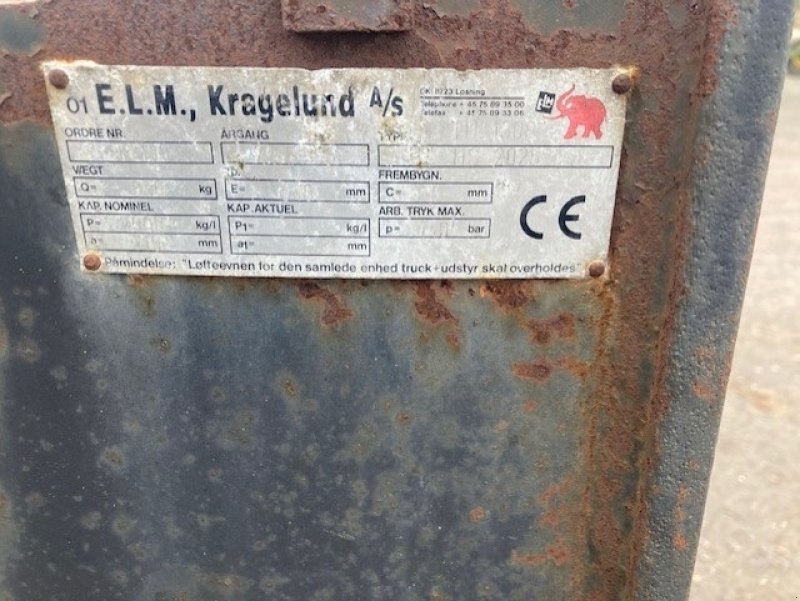 01 E.L.M., Kragelund A/s
DK 8723 Løsning
Telephone + 45 75 89 35 00
Telefax + 45 75 89 33 06
elm
ORDRE NR. ÅRGANG TYPE
VÆGT FREMBYGN.
Q= kg E= mm C= mm
KAP. NOMINEL KAP. AKTUEL ARB. TRYK MAX.
P= kg/l P1= kg/l p= bar
a= mm a1= mm
CE
Påmindelse: "Løfteevnen for den samlede enhed truck+udstyr skal overholdes"